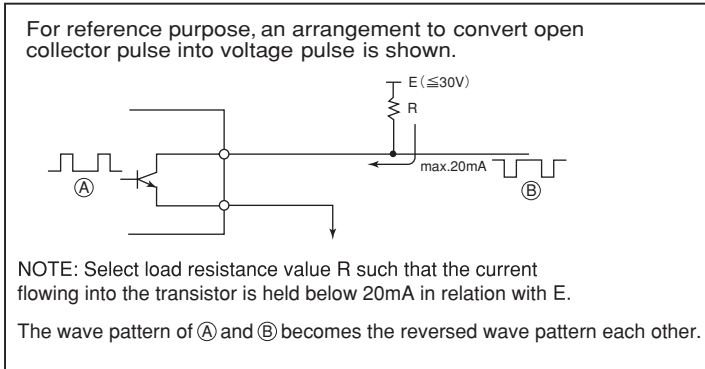 For reference purpose, an arrangement to convert open
collector pulse into voltage pulse is shown.
E(≦30V)
R
max.20mA
Ⓐ
Ⓑ
NOTE: Select load resistance value R such that the current
flowing into the transistor is held below 20mA in relation with E.
The wave pattern of Ⓐ and Ⓑ becomes the reversed wave pattern each other.